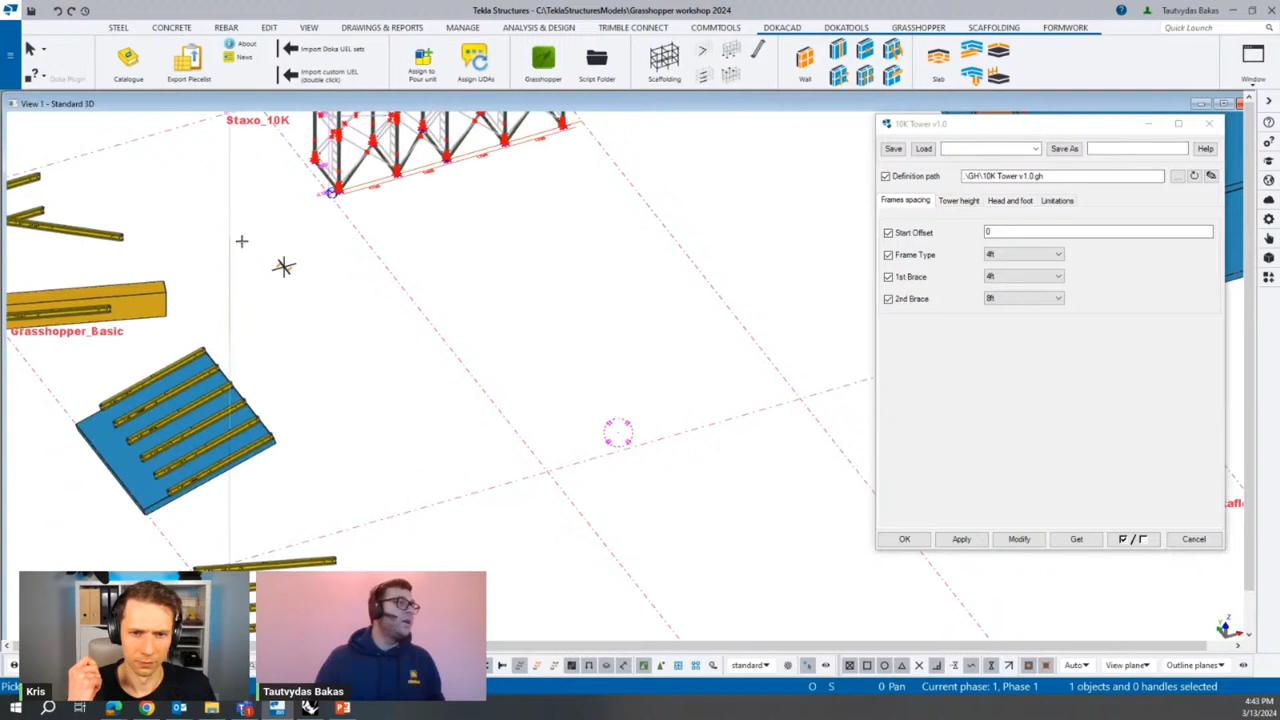 Tekla Structures - C:\TeklaStructuresModels\Grasshopper workshop 2024
Tautvydas Bakas
STEEL CONCRETE REBAR EDIT VIEW DRAWINGS & REPORTS MANAGE ANALYSIS & DESIGN TRIMBLE CONNECT COMMTOOLS DOKACAD DOKATOOLS GRASSHOPPER SCAFFOLDING FORMWORK Quick Launch
About
News
Import Doka UEL sets
Import custom UEL
(double click)
Doka Plugin
Catalogue
Export Piecelist
Assign to
Pour unit
Assign UDAs
Grasshopper
Script Folder
Scaffolding
Wall
Slab
Window
View 1 - Standard 3D
Staxo_10K
Grasshopper_Basic
10K Tower v1.0
Save Load Save As Help
Definition path .\GH\10K Tower v1.0.gh ...
Frames spacing Tower height Head and foot Limitations
Start Offset 0
Frame Type 4ft
1st Brace 4ft
2nd Brace 8ft
OK Apply Modify Get / Cancel
Kris
Tautvydas Bakas
standard Auto View plane Outline planes
Pick
O S 0 Pan Current phase: 1, Phase 1 1 objects and 0 handles selected
4:43 PM
3/13/2024